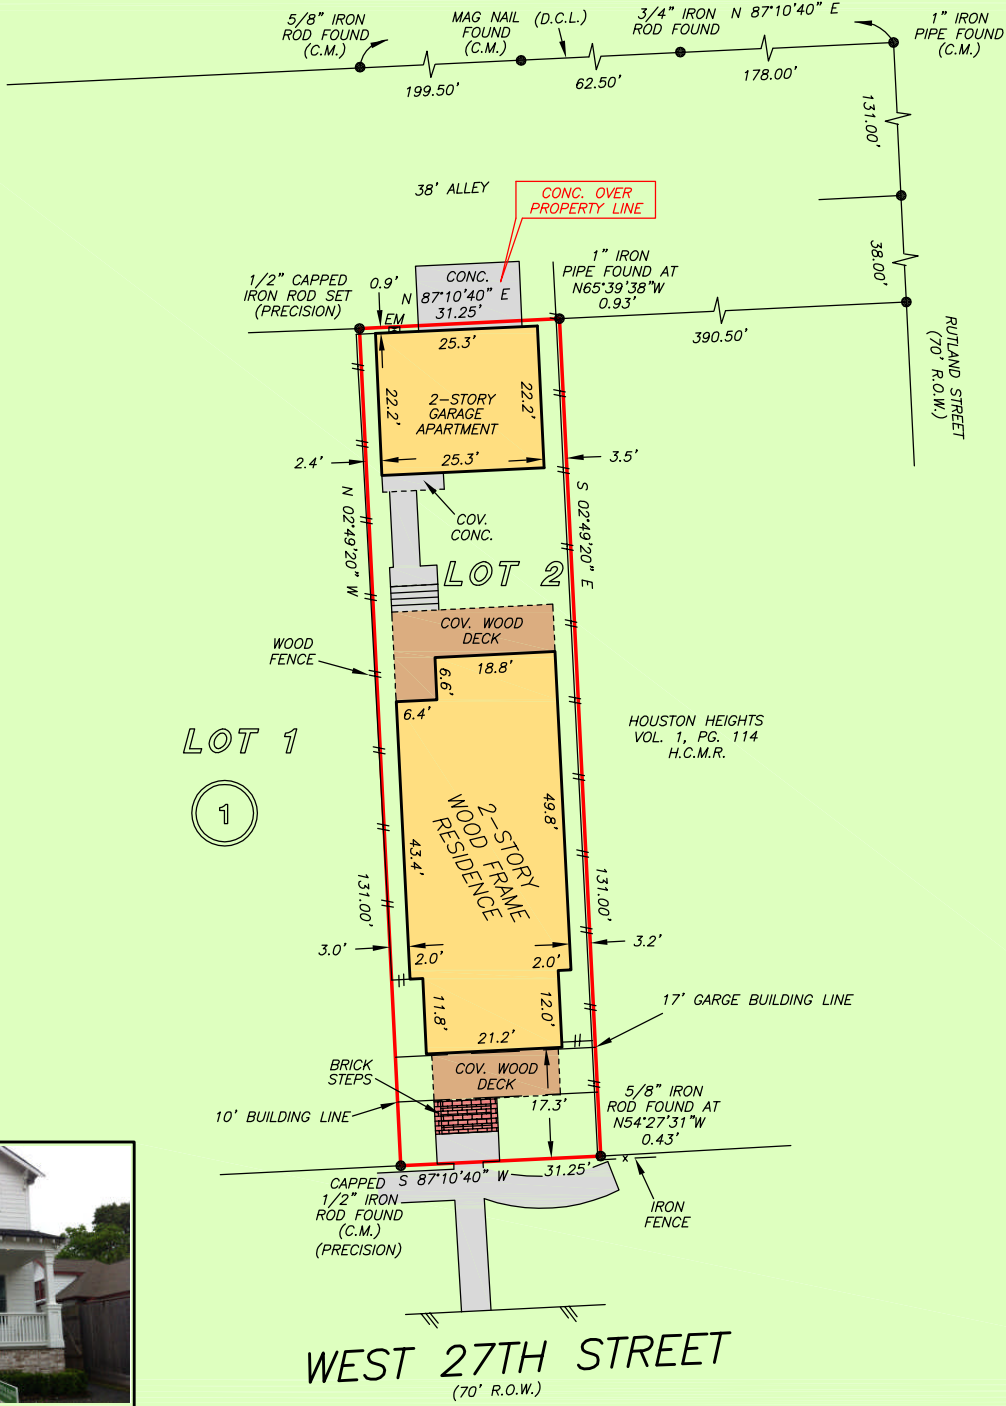 5/8" IRON
ROD FOUND
(C.M.)
MAG NAIL
FOUND
(C.M.)
(D.C.L.)
3/4" IRON
ROD FOUND
N 87°10'40" E
1" IRON
PIPE FOUND
(C.M.)
199.50'
62.50'
178.00'
131.00'
38' ALLEY
CONC. OVER
PROPERTY LINE
38.00'
1/2" CAPPED
IRON ROD SET
(PRECISION)
0.9'
CONC.
N 87°10'40" E
31.25'
EM
1" IRON
PIPE FOUND AT
N65°39'38"W
0.93'
390.50'
RUTLAND STREET
(70' R.O.W.)
25.3'
22.2'
2-STORY
GARAGE
APARTMENT
22.2'
25.3'
2.4'
3.5'
N 02°49'20" W
S 02°49'20" E
COV.
CONC.
LOT 2
COV. WOOD
DECK
WOOD
FENCE
18.8'
6.6'
6.4'
LOT 1
1
HOUSTON HEIGHTS
VOL. 1, PG. 114
H.C.M.R.
2-STORY
WOOD FRAME
RESIDENCE
49.8'
43.4'
131.00'
131.00'
3.0'
2.0'
2.0'
3.2'
11.8'
12.0'
17' GARGE BUILDING LINE
21.2'
BRICK
STEPS
COV. WOOD
DECK
10' BUILDING LINE
17.3'
5/8" IRON
ROD FOUND AT
N54°27'31"W
0.43'
CAPPED
1/2" IRON
ROD FOUND
(C.M.)
(PRECISION)
S 87°10'40" W
31.25'
x
IRON
FENCE
WEST 27TH STREET
(70' R.O.W.)